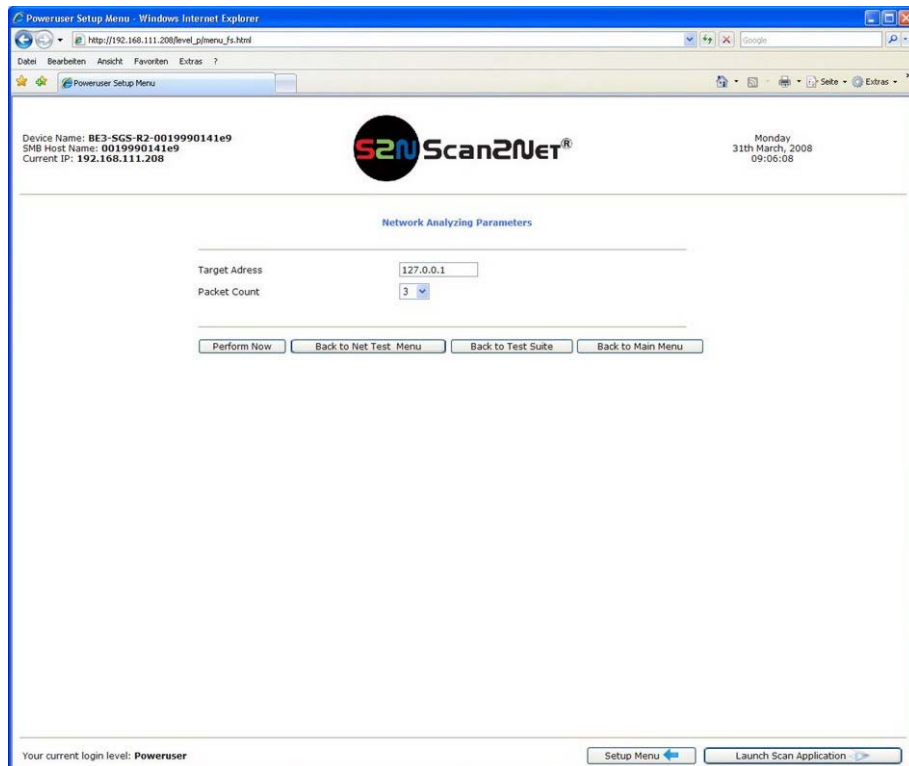 Poweruser Setup Menu - Windows Internet Explorer
http://192.168.111.208/level_p/menu_fs.html
Google
Datei Bearbeiten Ansicht Favoriten Extras ?
Poweruser Setup Menu
Seite
Extras
Device Name: BE3-SGS-R2-0019990141e9
SMB Host Name: 0019990141e9
Current IP: 192.168.111.208
S2N Scan2Net®
Monday
31th March, 2008
09:06:08
Network Analyzing Parameters
Target Adress 127.0.0.1
Packet Count 3
Perform Now Back to Net Test Menu Back to Test Suite Back to Main Menu
Your current login level: Poweruser Setup Menu Launch Scan Application